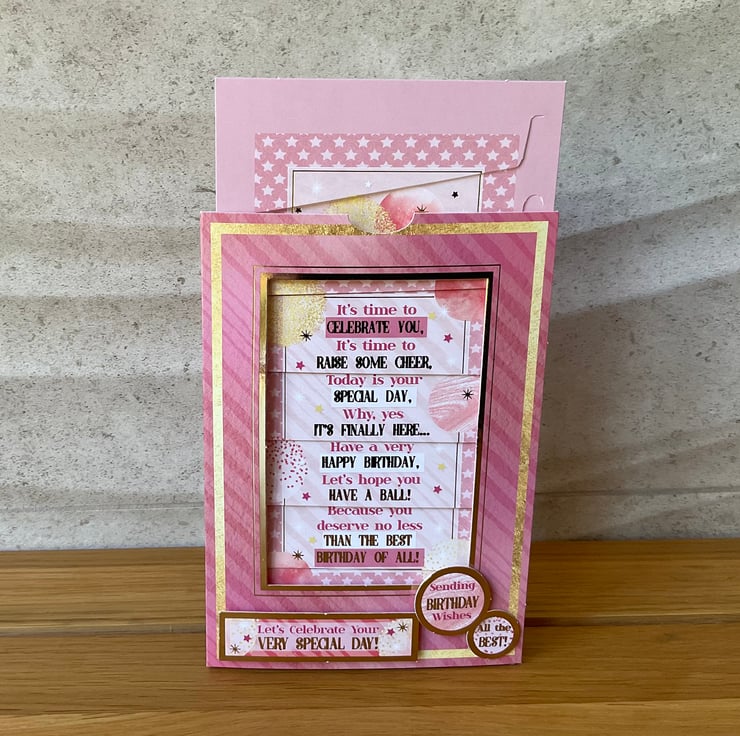 It's time to
CELEBRATE YOU,
It's time to
RAISE SOME CHEER,
Today is your
SPECIAL DAY,
Why, yes
IT'S FINALLY HERE...
Have a very
HAPPY BIRTHDAY,
Let's hope you
HAVE A BALL!
Because you
deserve no less
THAN THE BEST
BIRTHDAY OF ALL!
Sending
BIRTHDAY
Wishes
All the
BEST!
Let's Celebrate Your
VERY SPECIAL DAY!